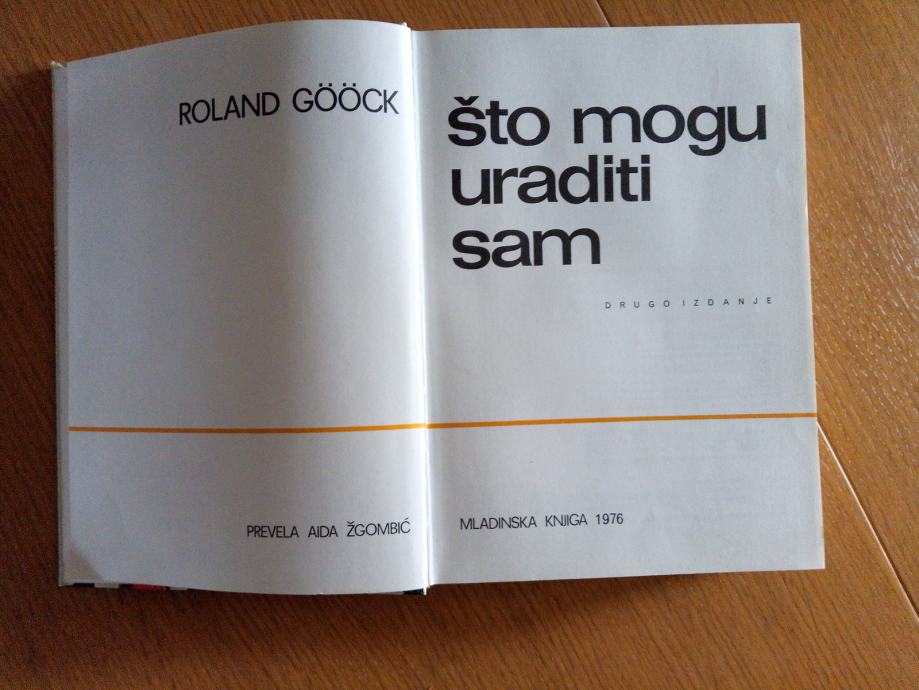 ROLAND GÖÖCK
PREVELA AIDA ŽGOMBIĆ
što mogu
uraditi
sam
DRUGO IZDANJE
MLADINSKA KNJIGA 1976